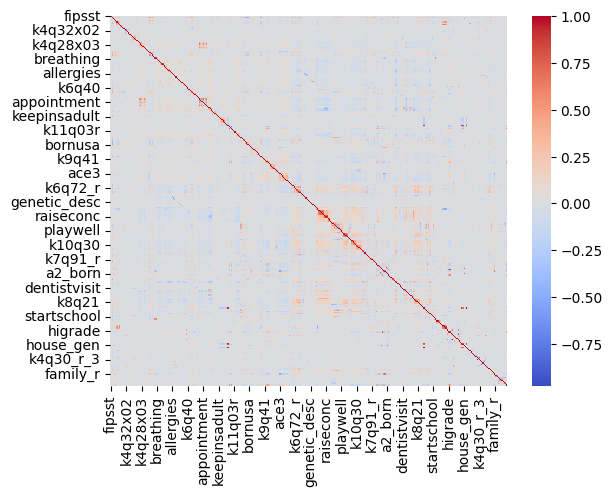 fipsst
k4q32x02
k4q28x03
breathing
allergies
k6q40
appointment
keepinsadult
k11q03r
bornusa
k9q41
ace3
k6q72_r
genetic_desc
raiseconc
playwell
k10q30
k7q91_r
a2_born
dentistvisit
k8q21
startschool
higrade
house_gen
k4q30_r_3
family_r
fipsst
k4q32x02
k4q28x03
breathing
allergies
k6q40
appointment
keepinsadult
k11q03r
bornusa
k9q41
ace3
k6q72_r
genetic_desc
raiseconc
playwell
k10q30
k7q91_r
a2_born
dentistvisit
k8q21
startschool
higrade
house_gen
k4q30_r_3
family_r
1.00
0.75
0.50
0.25
0.00
−0.25
−0.50
−0.75